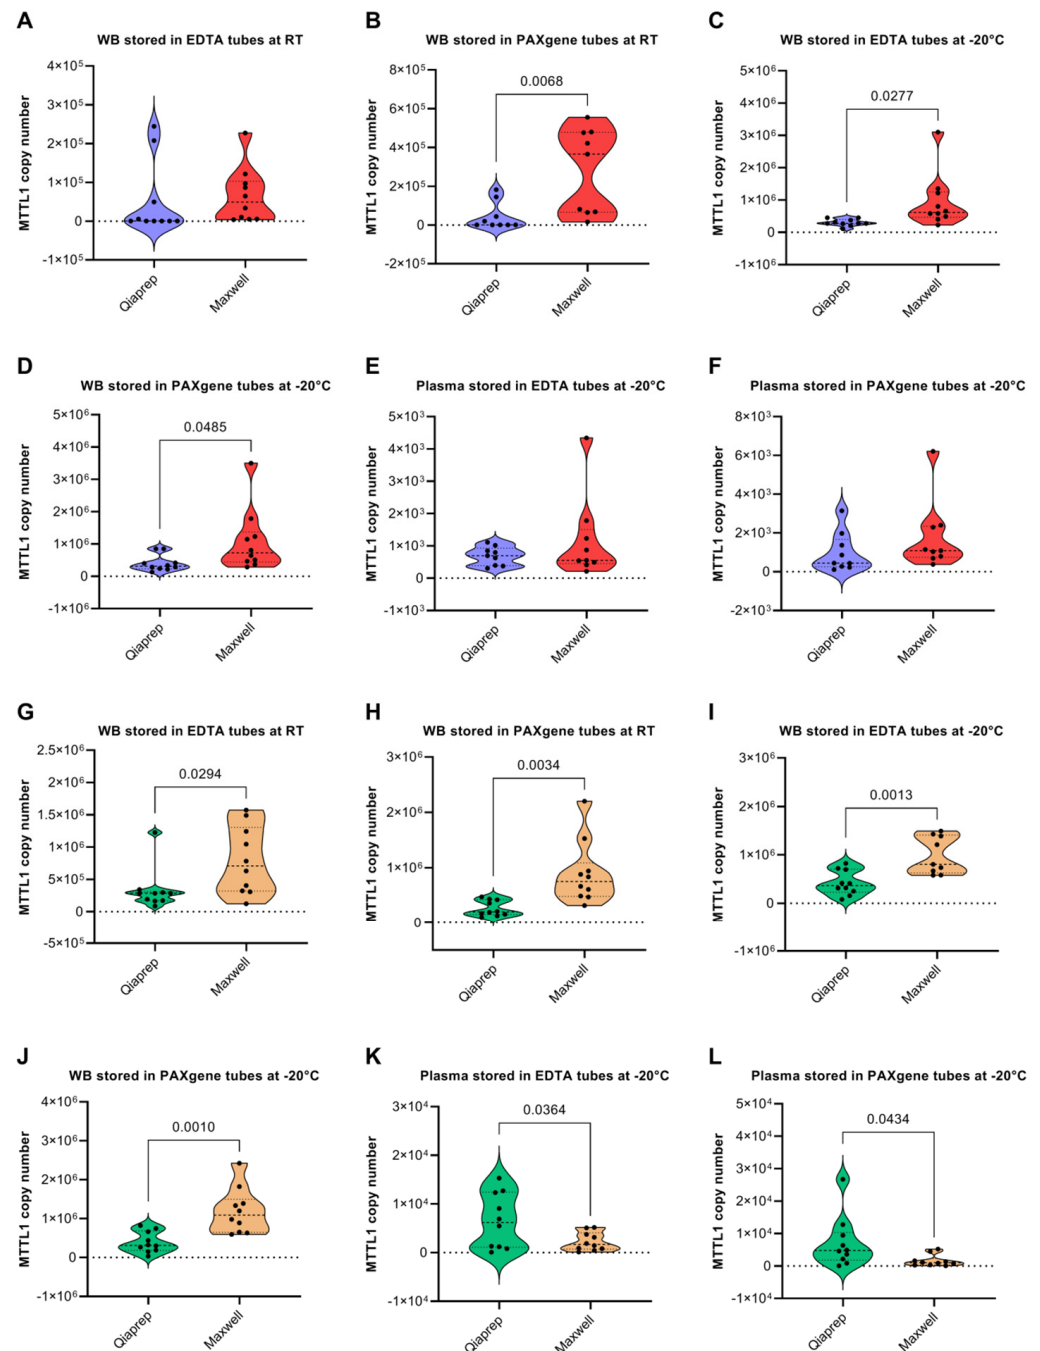 A
WB stored in EDTA tubes at RT
MTTL1 copy number
4×10⁵
3×10⁵
2×10⁵
1×10⁵
0
-1×10⁵
Qiaprep
Maxwell
B
WB stored in PAXgene tubes at RT
MTTL1 copy number
8×10⁵
6×10⁵
4×10⁵
2×10⁵
0
-2×10⁵
0.0068
Qiaprep
Maxwell
C
WB stored in EDTA tubes at -20°C
MTTL1 copy number
5×10⁶
4×10⁶
3×10⁶
2×10⁶
1×10⁶
0
-1×10⁶
0.0277
Qiaprep
Maxwell
D
WB stored in PAXgene tubes at -20°C
MTTL1 copy number
5×10⁶
4×10⁶
3×10⁶
2×10⁶
1×10⁶
0
-1×10⁶
0.0485
Qiaprep
Maxwell
E
Plasma stored in EDTA tubes at -20°C
MTTL1 copy number
5×10³
4×10³
3×10³
2×10³
1×10³
0
-1×10³
Qiaprep
Maxwell
F
Plasma stored in PAXgene tubes at -20°C
MTTL1 copy number
8×10³
6×10³
4×10³
2×10³
0
-2×10³
Qiaprep
Maxwell
G
WB stored in EDTA tubes at RT
MTTL1 copy number
2.5×10⁶
2×10⁶
1.5×10⁶
1×10⁶
5×10⁵
0
-5×10⁵
0.0294
Qiaprep
Maxwell
H
WB stored in PAXgene tubes at RT
MTTL1 copy number
3×10⁶
2×10⁶
1×10⁶
0
0.0034
Qiaprep
Maxwell
I
WB stored in EDTA tubes at -20°C
MTTL1 copy number
3×10⁶
2×10⁶
1×10⁶
0
-1×10⁶
0.0013
Qiaprep
Maxwell
J
WB stored in PAXgene tubes at -20°C
MTTL1 copy number
4×10⁶
3×10⁶
2×10⁶
1×10⁶
0
-1×10⁶
0.0010
Qiaprep
Maxwell
K
Plasma stored in EDTA tubes at -20°C
MTTL1 copy number
3×10⁴
2×10⁴
1×10⁴
0
-1×10⁴
0.0364
Qiaprep
Maxwell
L
Plasma stored in PAXgene tubes at -20°C
MTTL1 copy number
5×10⁴
4×10⁴
3×10⁴
2×10⁴
1×10⁴
0
-1×10⁴
0.0434
Qiaprep
Maxwell